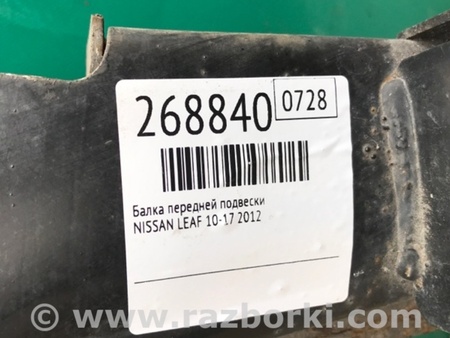 268840 0728
Балка передней подвески
NISSAN LEAF 10-17 2012
© www.razborki.com